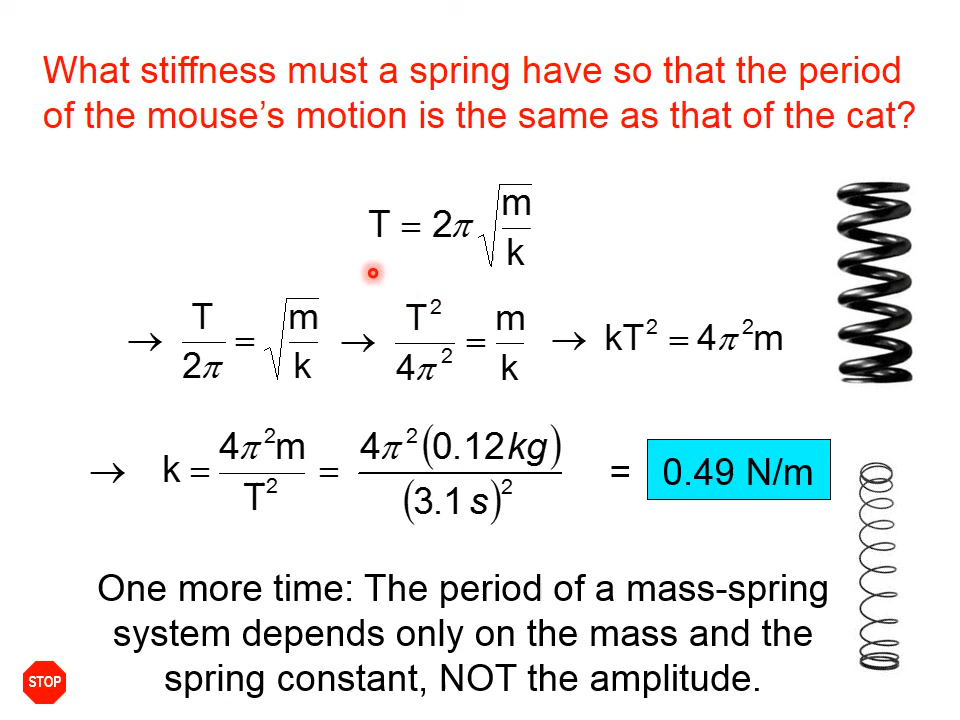 What stiffness must a spring have so that the period
of the mouse's motion is the same as that of the cat?
T = 2π √(m/k)
→ T/2π = √(m/k) → T²/4π² = m/k → kT² = 4π²m
→ k = 4π²m/T² = 4π²(0.12 kg)/(3.1 s)² = 0.49 N/m
One more time: The period of a mass-spring
system depends only on the mass and the
spring constant, NOT the amplitude.
STOP